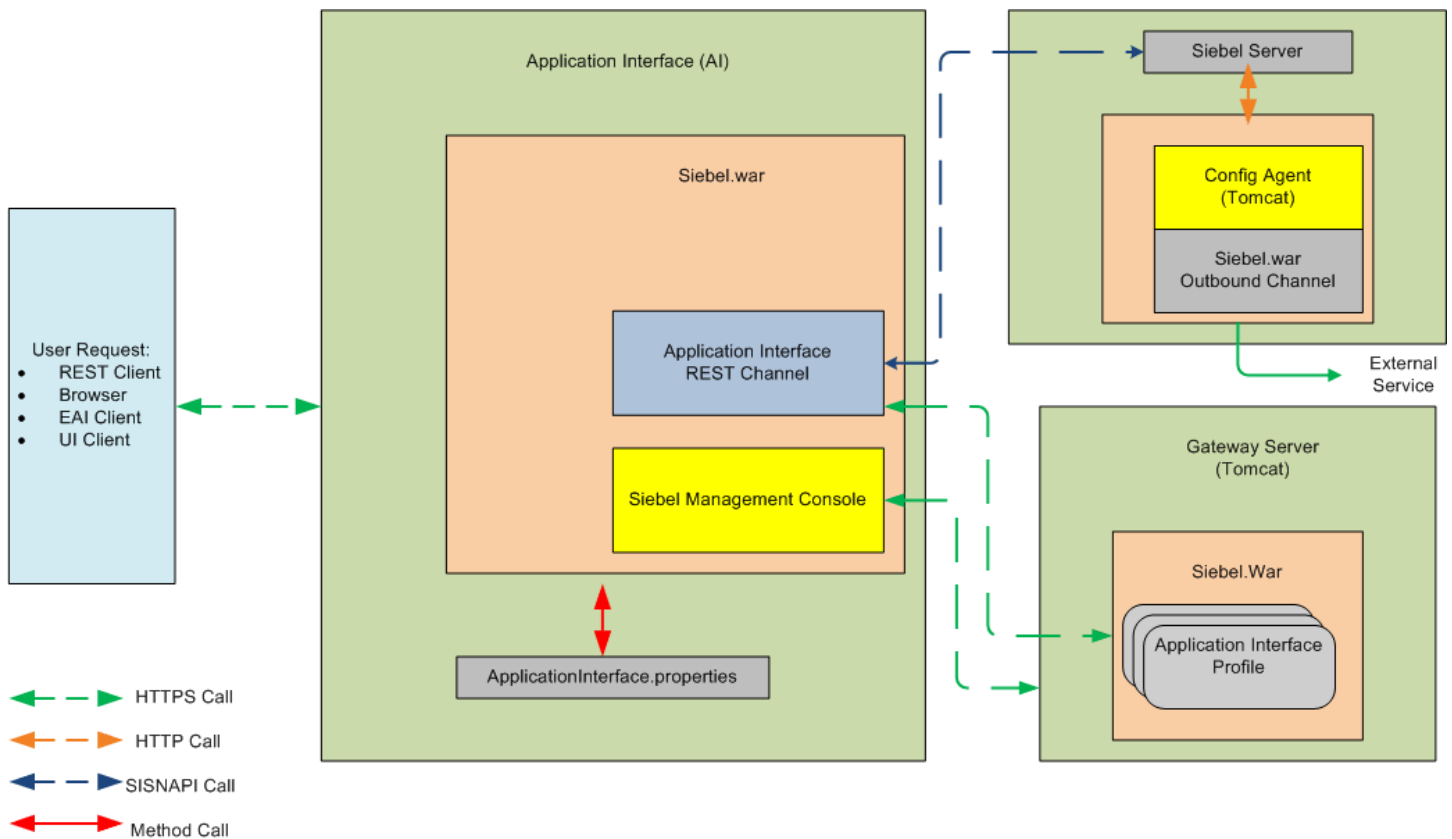 User Request:
• REST Client
• Browser
• EAI Client
• UI Client
Application Interface (AI)
Siebel.war
Application Interface
REST Channel
Siebel Management Console
ApplicationInterface.properties
Siebel Server
Config Agent
(Tomcat)
Siebel.war
Outbound Channel
External
Service
Gateway Server
(Tomcat)
Siebel.War
Application Interface
Profile
HTTPS Call
HTTP Call
SISNAPI Call
Method Call